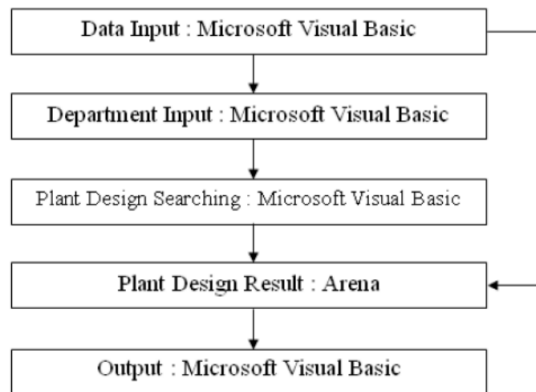 Data Input : Microsoft Visual Basic
Department Input : Microsoft Visual Basic
Plant Design Searching : Microsoft Visual Basic
Plant Design Result : Arena
Output : Microsoft Visual Basic